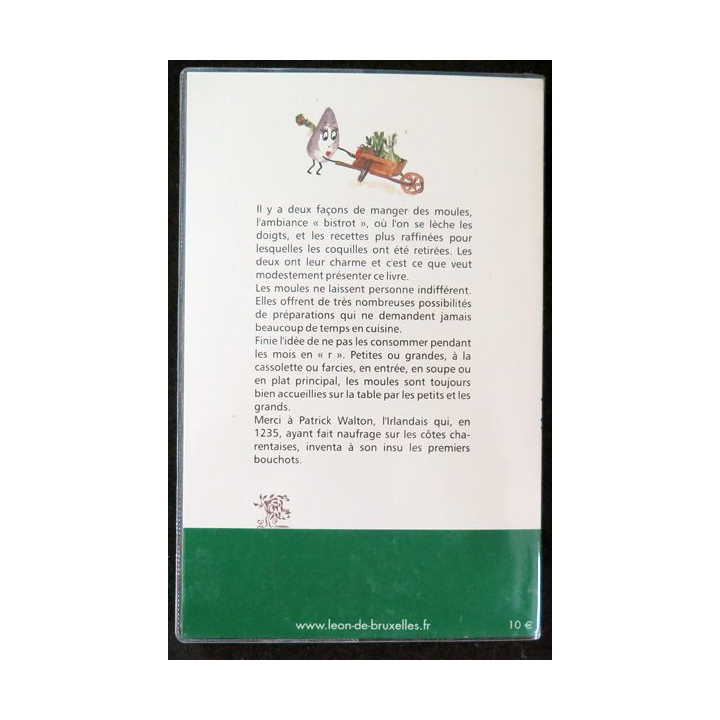 Il y a deux façons de manger des moules,
l'ambiance « bistrot », où l'on se lèche les
doigts, et les recettes plus raffinées pour
lesquelles les coquilles ont été retirées. Les
deux ont leur charme et c'est ce que veut
modestement présenter ce livre.
Les moules ne laissent personne indifférent.
Elles offrent de très nombreuses possibilités
de préparations qui ne demandent jamais
beaucoup de temps en cuisine.
Finie l'idée de ne pas les consommer pendant
les mois en « r ». Petites ou grandes, à la
cassolette ou farcies, en entrée, en soupe ou
en plat principal, les moules sont toujours
bien accueillies sur la table par les petits et les
grands.
Merci à Patrick Walton, l'Irlandais qui, en
1235, ayant fait naufrage sur les côtes cha-
rentaises, inventa à son insu les premiers
bouchots.
www.leon-de-bruxelles.fr
10 €